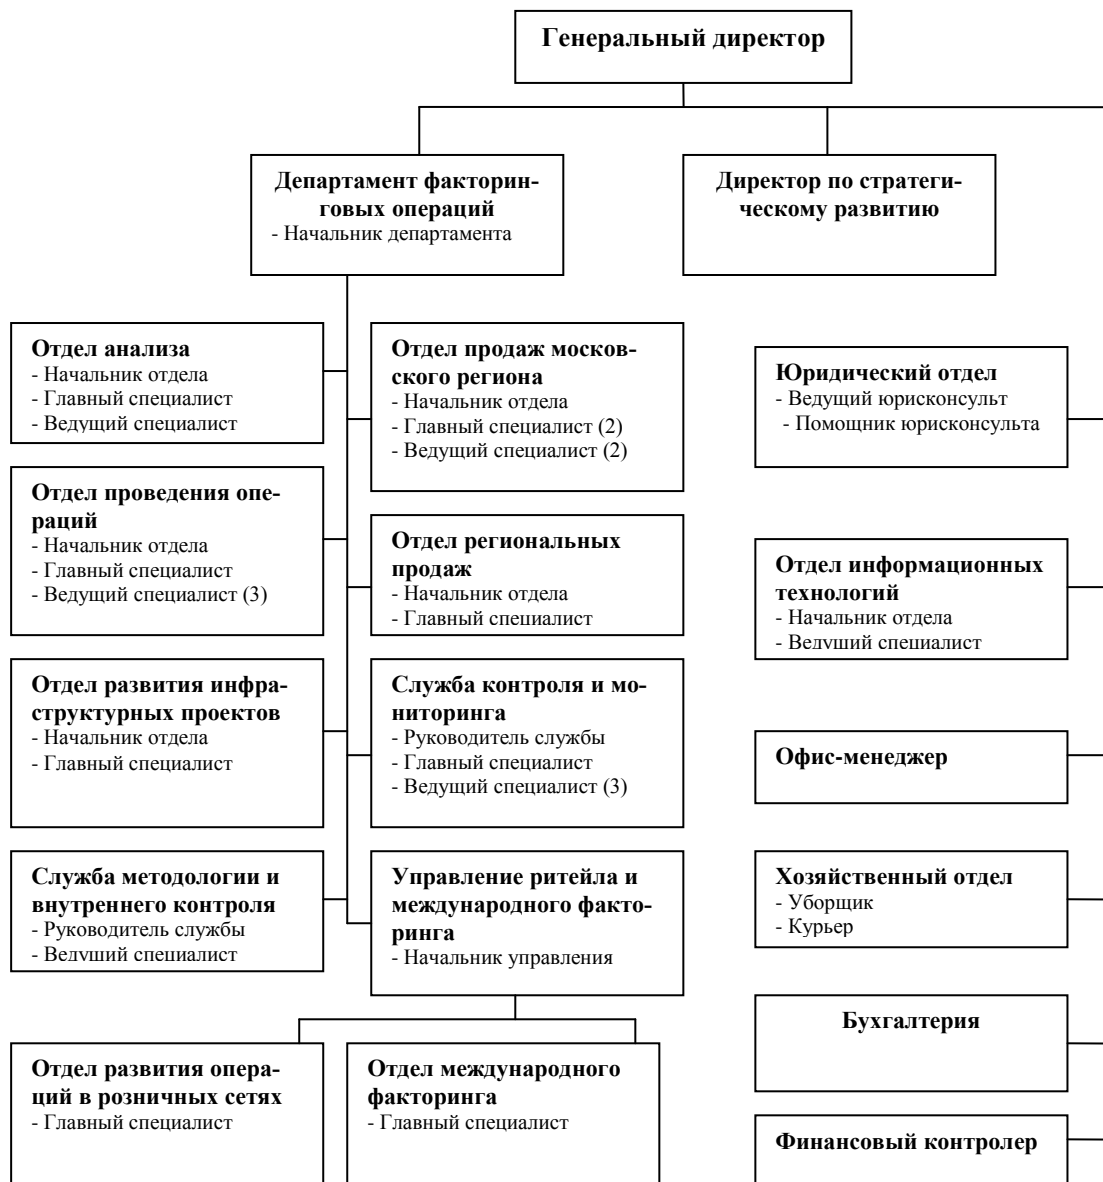 Генеральный директор
Департамент факторин-
говых операций
- Начальник департамента
Директор по стратеги-
ческому развитию
Отдел анализа
- Начальник отдела
- Главный специалист
- Ведущий специалист
Отдел продаж москов-
ского региона
- Начальник отдела
- Главный специалист (2)
- Ведущий специалист (2)
Юридический отдел
- Ведущий юрисконсульт
- Помощник юрисконсульта
Отдел проведения опе-
раций
- Начальник отдела
- Главный специалист
- Ведущий специалист (3)
Отдел региональных
продаж
- Начальник отдела
- Главный специалист
Отдел информационных
технологий
- Начальник отдела
- Ведущий специалист
Отдел развития инфра-
структурных проектов
- Начальник отдела
- Главный специалист
Служба контроля и мо-
ниторинга
- Руководитель службы
- Главный специалист
- Ведущий специалист (3)
Офис-менеджер
Служба методологии и
внутреннего контроля
- Руководитель службы
- Ведущий специалист
Управление ритейла и
международного факто-
ринга
- Начальник управления
Хозяйственный отдел
- Уборщик
- Курьер
Бухгалтерия
Отдел развития опера-
ций в розничных сетях
- Главный специалист
Отдел международного
факторинга
- Главный специалист
Финансовый контролер